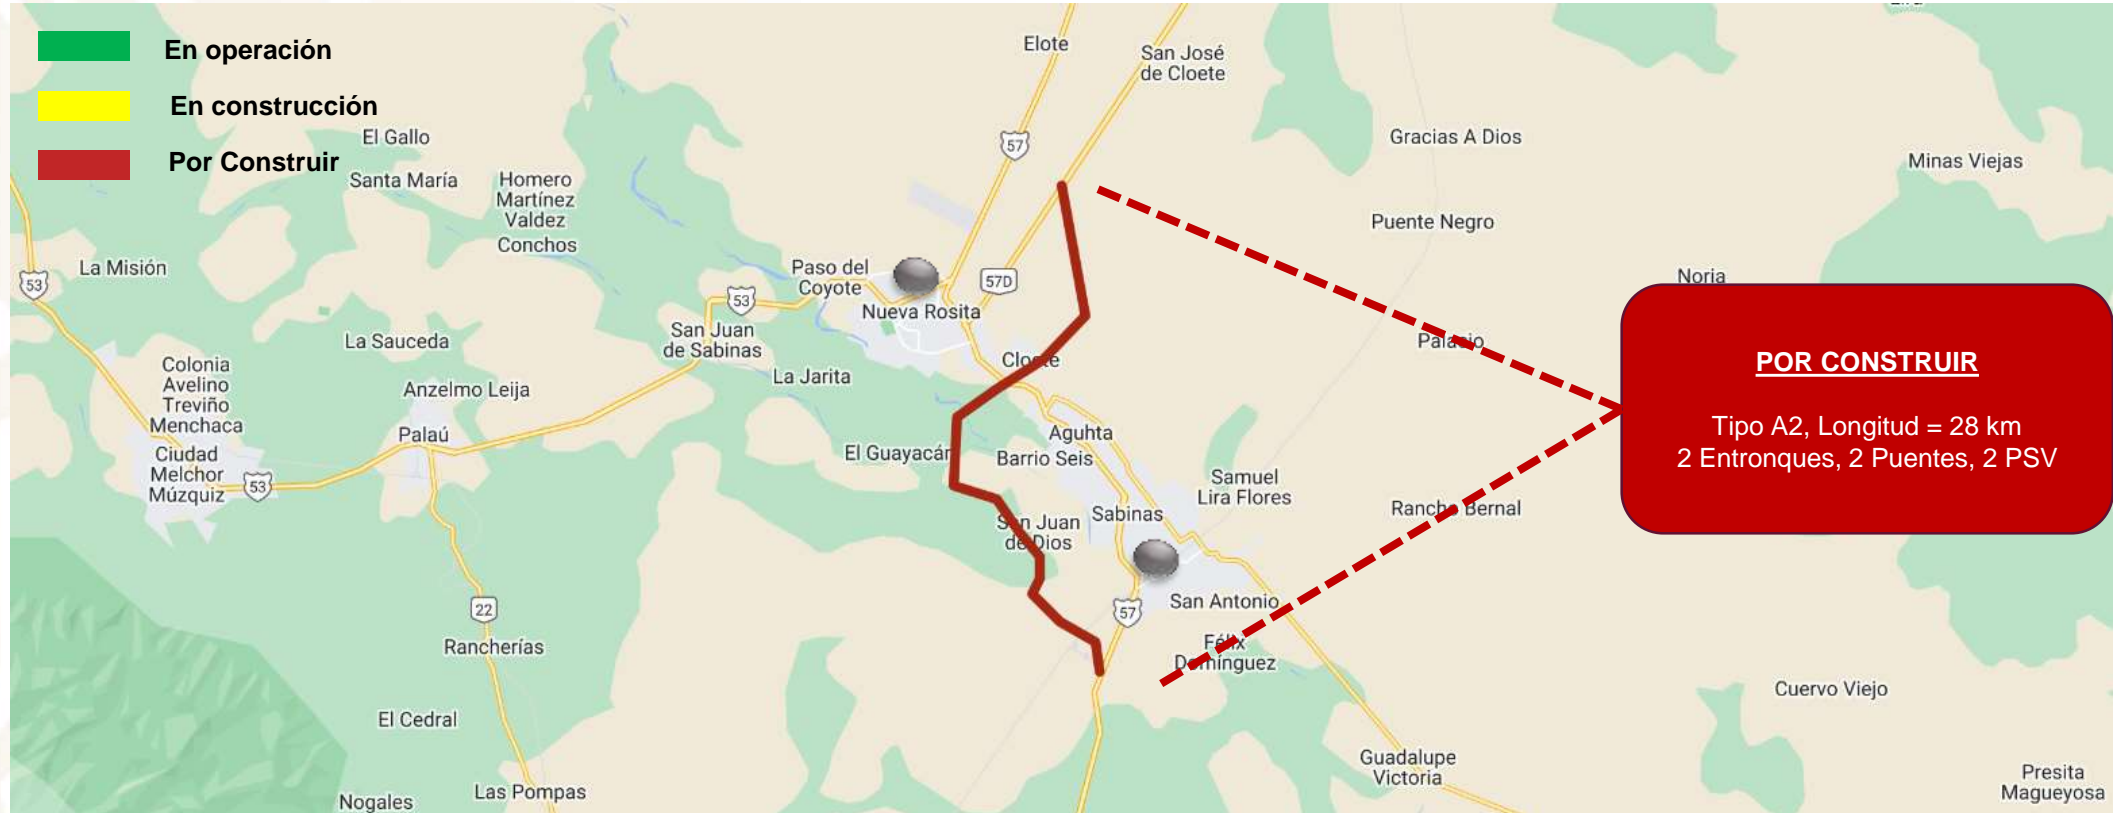 En operación
En construcción
Por Construir
Elote
San José
de Cloete
El Gallo
57
Gracias A Dios
Minas Viejas
Santa María
Homero
Martínez
Valdez
Conchos
Puente Negro
La Misión
53
Paso del
Coyote
57D
Noria
53
Nueva Rosita
San Juan
de Sabinas
La Sauceda
Cloete
Palacio
Colonia
Avelino
Treviño
Menchaca
Anzelmo Leija
La Jarita
POR CONSTRUIR
Tipo A2, Longitud = 28 km
2 Entronques, 2 Puentes, 2 PSV
Palaú
Aguhta
El Guayacán
Barrio Seis
Ciudad
Melchor
Múzquiz
53
Samuel
Lira Flores
San Juan
de Dios
Sabinas
Rancho Bernal
22
57
San Antonio
Rancherías
Félix
Domínguez
Cuervo Viejo
El Cedral
Guadalupe
Victoria
Presita
Magueyosa
Nogales
Las Pompas